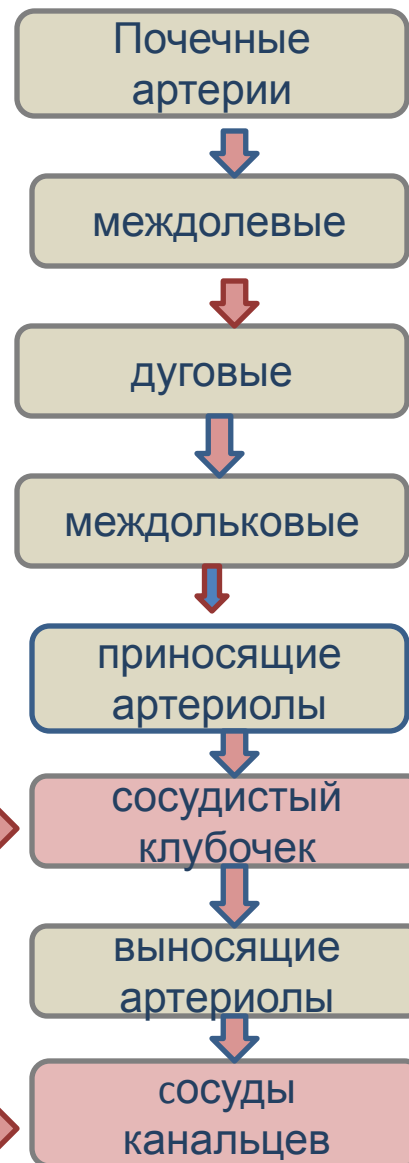 Почечные
артерии
междолевые
дуговые
междольковые
приносящие
артериолы
сосудистый
клубочек
выносящие
артериолы
сосуды
канальцев